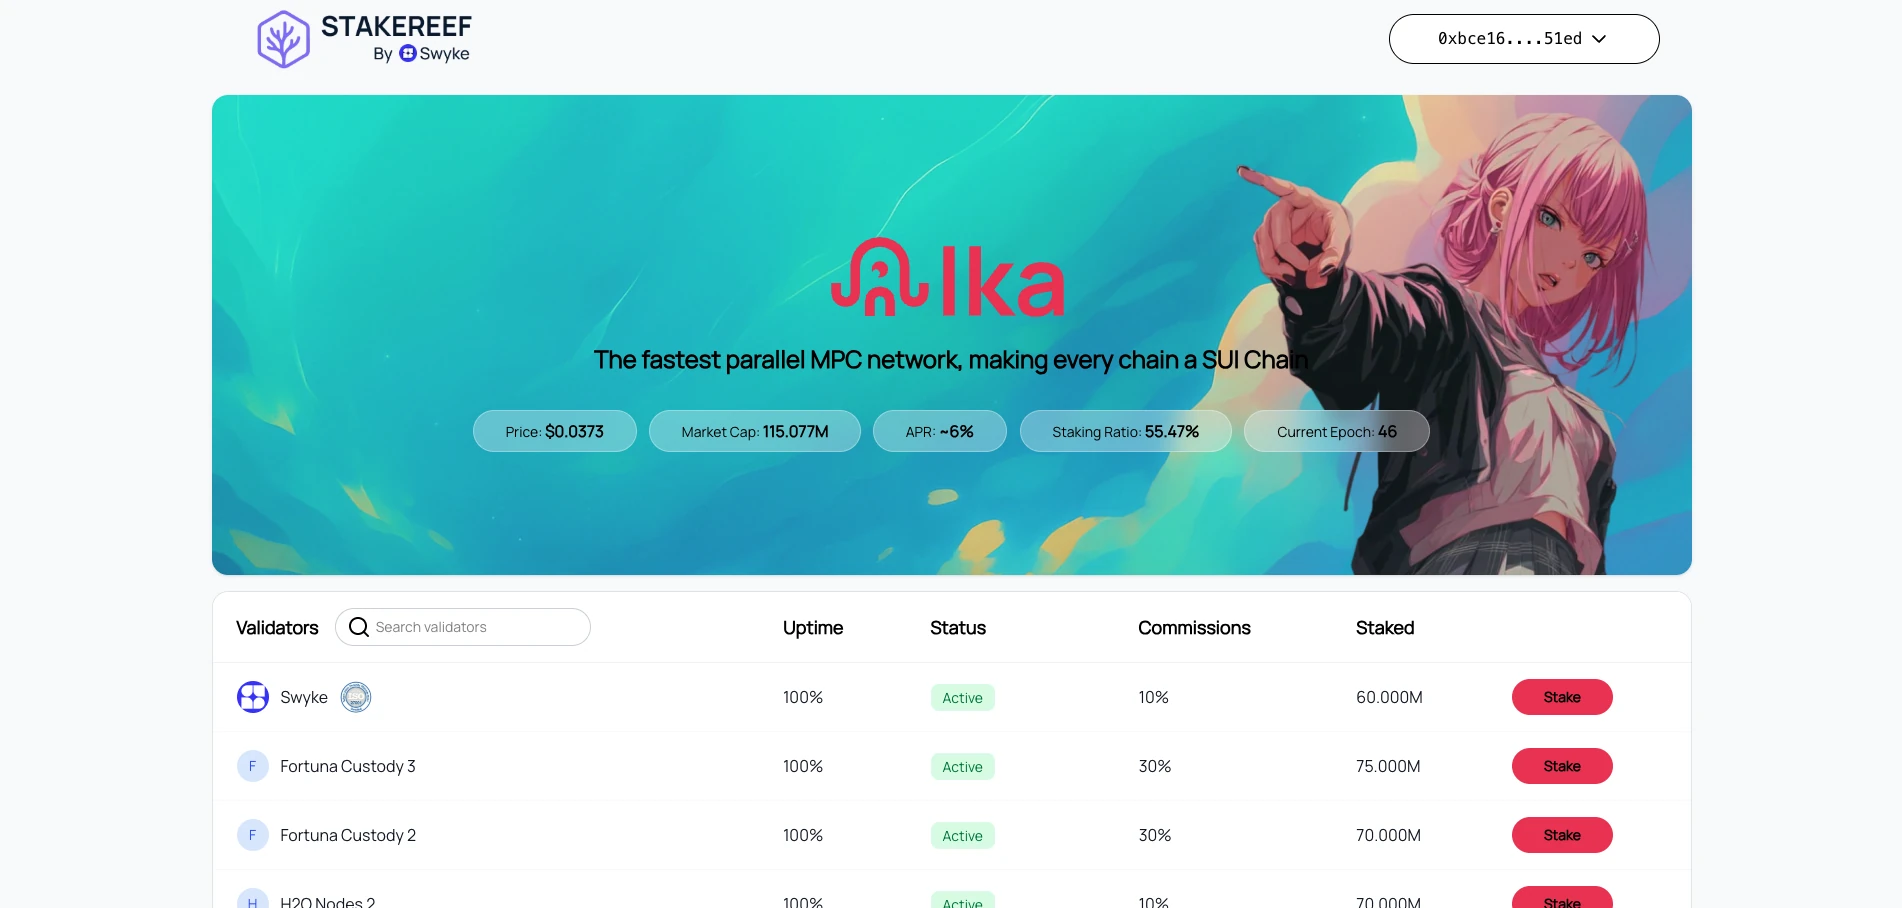 STAKEREEF
By Swyke
0xbce16....51ed
Ika
The fastest parallel MPC network, making every chain a SUI Chain
Price: $0.0373 Market Cap: 115.077M APR: ~6% Staking Ratio: 55.47% Current Epoch: 46
Validators Search validators Uptime Status Commissions Staked
Swyke 100% Active 10% 60.000M Stake
F Fortuna Custody 3 100% Active 30% 75.000M Stake
F Fortuna Custody 2 100% Active 30% 70.000M Stake
H H2O Nodes 2 100% Active 10% 70.000M Stake